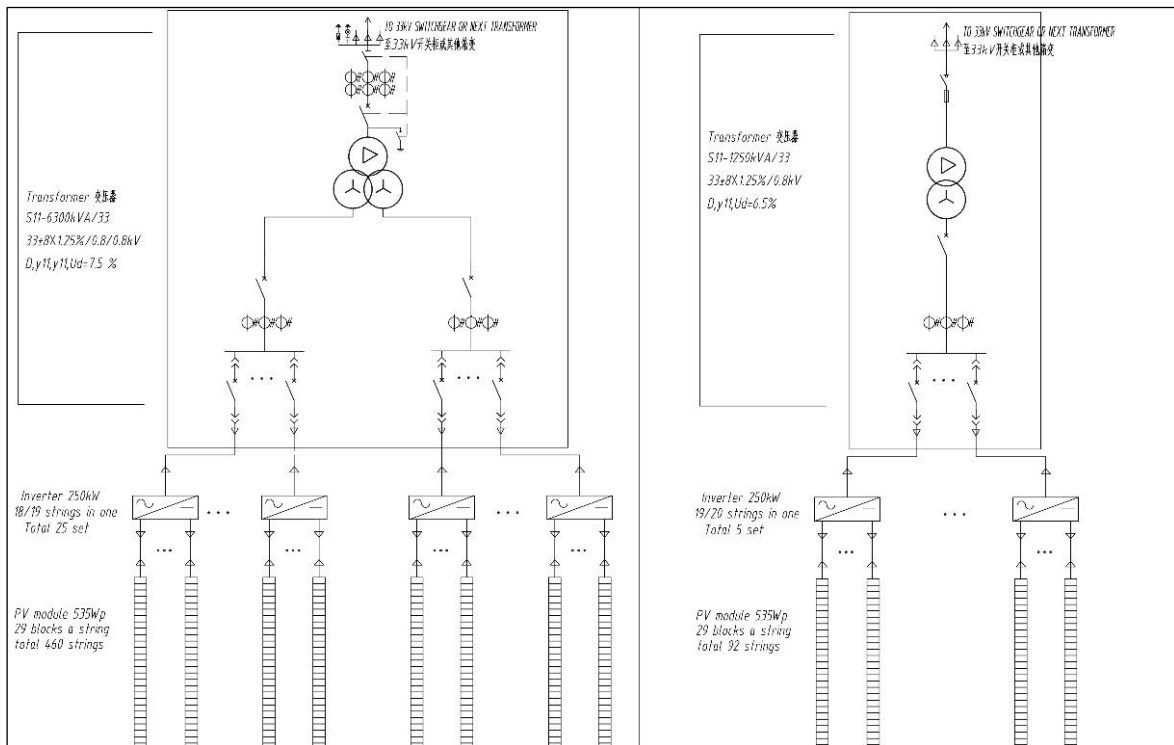 TO 33kV SWITCHGEAR OR NEXT TRANSFORMER
至33kV开关柜或其他箱变
Transformer 变压器
S11-6300kVA/33
33±8X1.25%/0.8/0.8kV
D,y11,y11,Ud=7.5 %
Inverter 250kW
18/19 strings in one
Total 25 set
PV module 535Wp
29 blocks a string
total 460 strings
TO 33kV SWITCHGEAR OR NEXT TRANSFORMER
至33kV开关柜或其他箱变
Transformer 变压器
S11-1250kVA/33
33±8X1.25%/0.8kV
D,y11,Ud=6.5%
Inverter 250kW
19/20 strings in one
Total 5 set
PV module 535Wp
29 blocks a string
total 92 strings